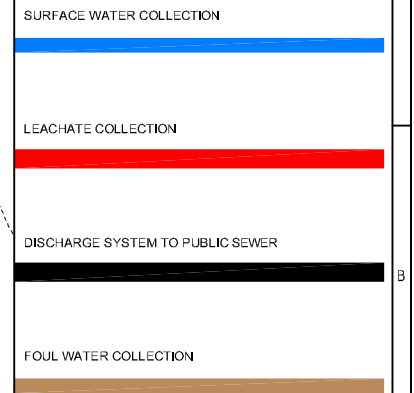 SURFACE WATER COLLECTION
LEACHATE COLLECTION
DISCHARGE SYSTEM TO PUBLIC SEWER
B
FOUL WATER COLLECTION